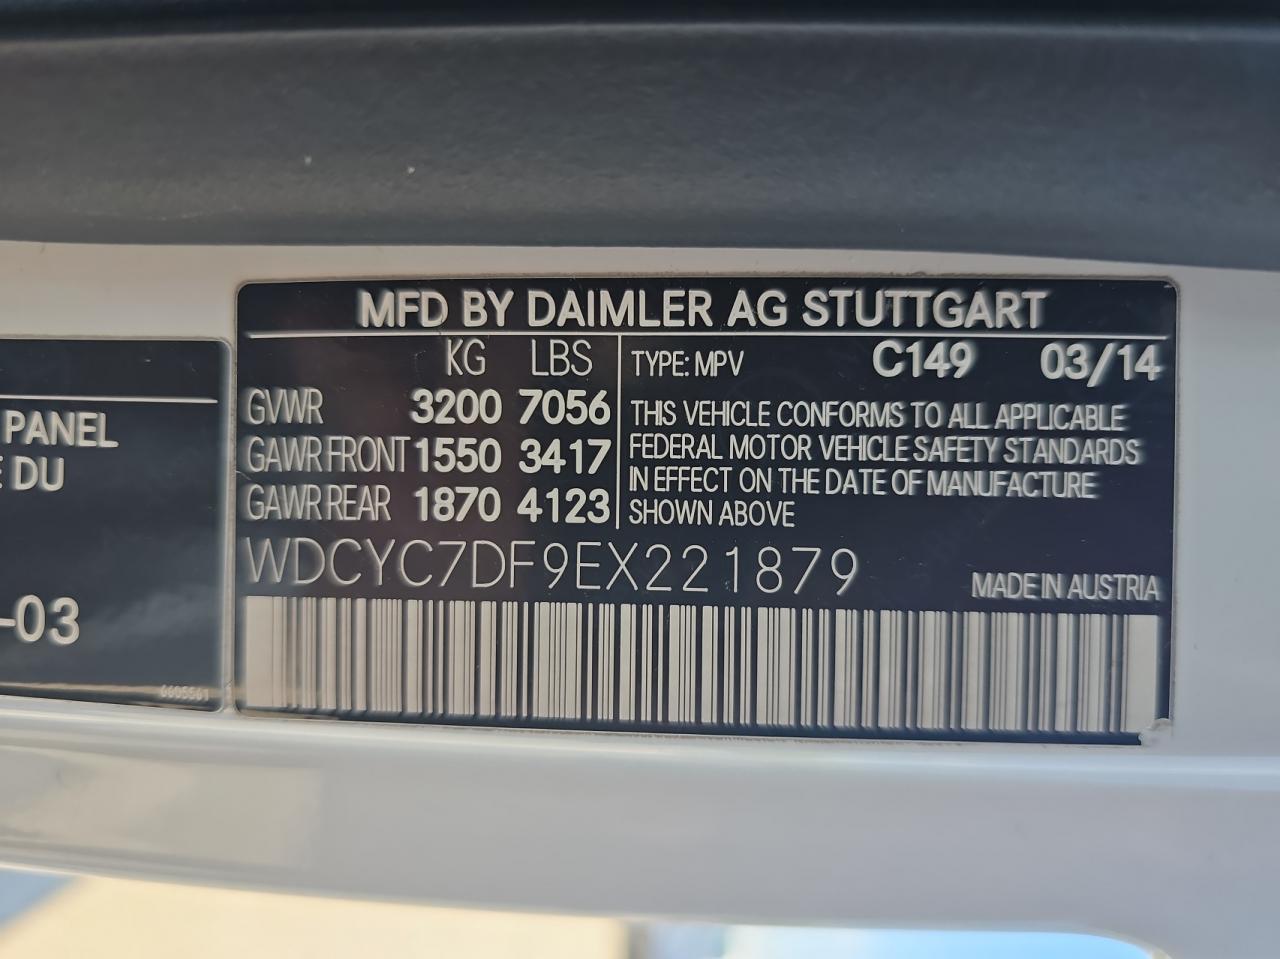 PANEL
DU
-03
6605561
MFD BY DAIMLER AG STUTTGART
KG LBS
GVWR 3200 7056
GAWR FRONT 1550 3417
GAWR REAR 1870 4123
TYPE: MPV C149 03/14
THIS VEHICLE CONFORMS TO ALL APPLICABLE
FEDERAL MOTOR VEHICLE SAFETY STANDARDS
IN EFFECT ON THE DATE OF MANUFACTURE
SHOWN ABOVE
WDCYC7DF9EX221879
MADE IN AUSTRIA